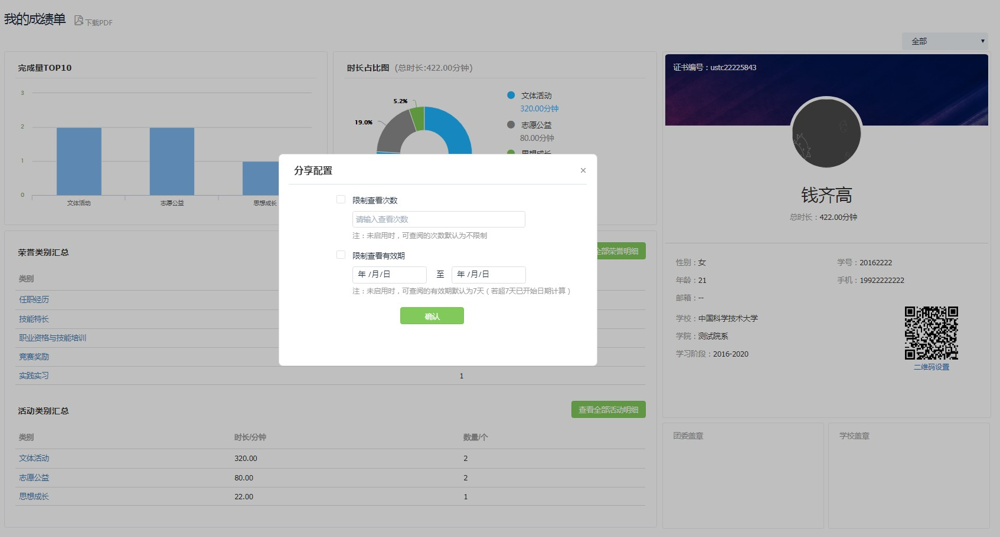 我的成绩单
下载PDF
全部
完成量TOP10
3
2
1
0
文体活动
志愿公益
思想成长
时长占比图 (总时长:422.00分钟)
5.2%
19.0%
文体活动
320.00分钟
志愿公益
80.00分钟
思想成长
证书编号：ustc22225843
钱齐高
总时长：422.00分钟
性别：女
学号：20162222
年龄：21
手机：19922222222
邮箱：--
学校：中国科学技术大学
学院：测试院系
学习阶段：2016-2020
二维码设置
团委盖章
学校盖章
分享配置
×
限制查看次数
请输入查看次数
注：未启用时，可查阅的次数默认为不限制
限制查看有效期
年 /月/日 至 年 /月/日
注：未启用时，可查阅的有效期默认为7天（若超7天已开始日期计算）
确认
荣誉类别汇总
全部荣誉明细
类别
任职经历
技能特长
职业资格与技能培训
竞赛奖励
实践实习 1
活动类别汇总
查看全部活动明细
类别 时长/分钟 数量/个
文体活动 320.00 2
志愿公益 80.00 2
思想成长 22.00 1